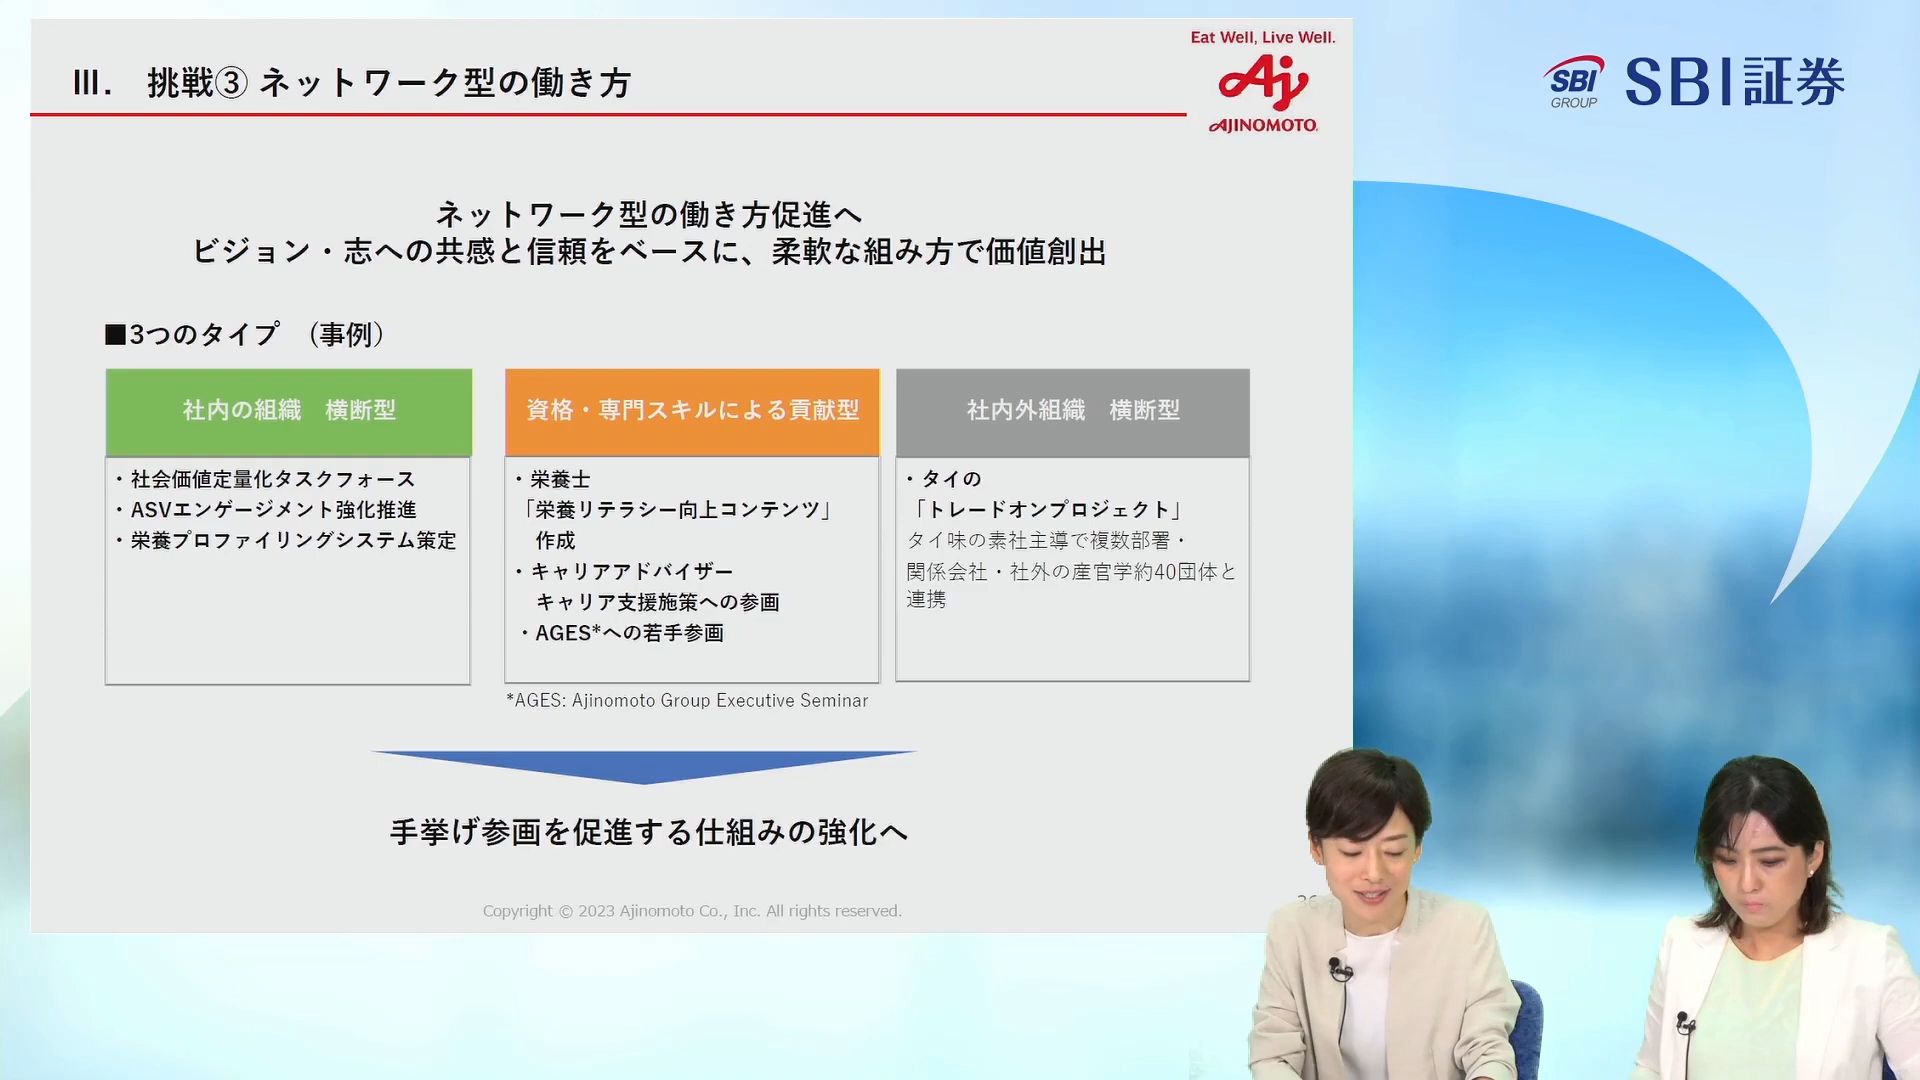 Ⅲ. 挑戦③ ネットワーク型の働き方
Eat Well, Live Well.
Aj
AJINOMOTO
SBI
GROUP
SBI証券
ネットワーク型の働き方促進へ
ビジョン・志への共感と信頼をベースに、柔軟な組み方で価値創出
■3つのタイプ （事例）
社内の組織 横断型
・社会価値定量化タスクフォース
・ASVエンゲージメント強化推進
・栄養プロファイリングシステム策定
資格・専門スキルによる貢献型
・栄養士
「栄養リテラシー向上コンテンツ」
作成
・キャリアアドバイザー
キャリア支援施策への参画
・AGES*への若手参画
社内外組織 横断型
・タイの
「トレードオンプロジェクト」
タイ味の素社主導で複数部署・
関係会社・社外の産官学約40団体と
連携
*AGES: Ajinomoto Group Executive Seminar
手挙げ参画を促進する仕組みの強化へ
Copyright © 2023 Ajinomoto Co., Inc. All rights reserved.